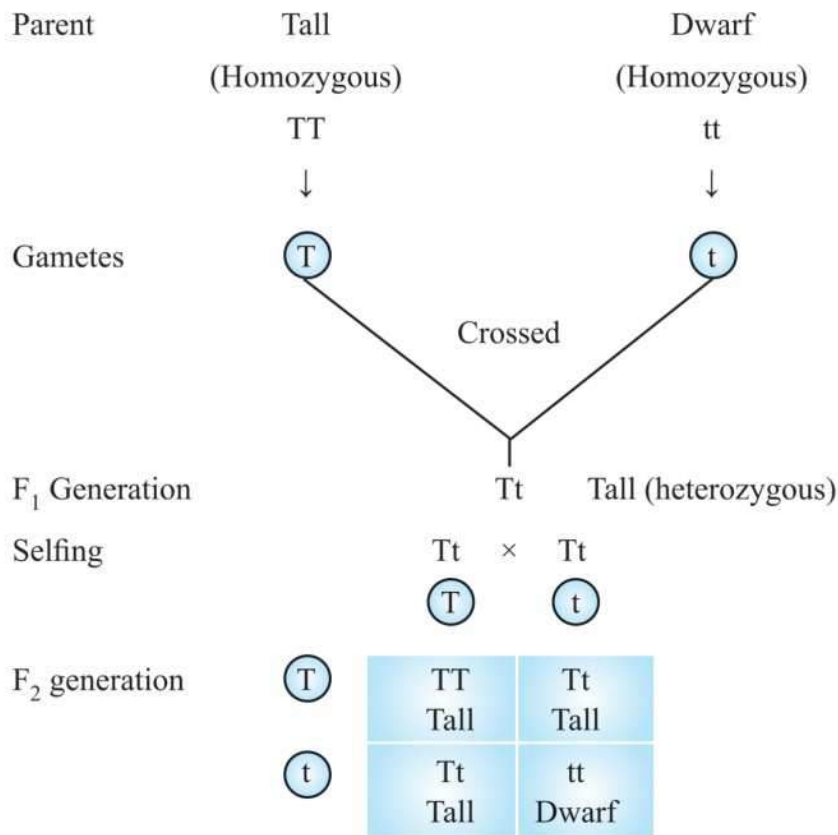 Parent Tall Dwarf
(Homozygous) (Homozygous)
TT tt
↓ ↓
Gametes T t
Crossed
F₁ Generation Tt Tall (heterozygous)
Selfing Tt × Tt
T t
F₂ generation T TT Tt
Tall Tall
t Tt tt
Tall Dwarf